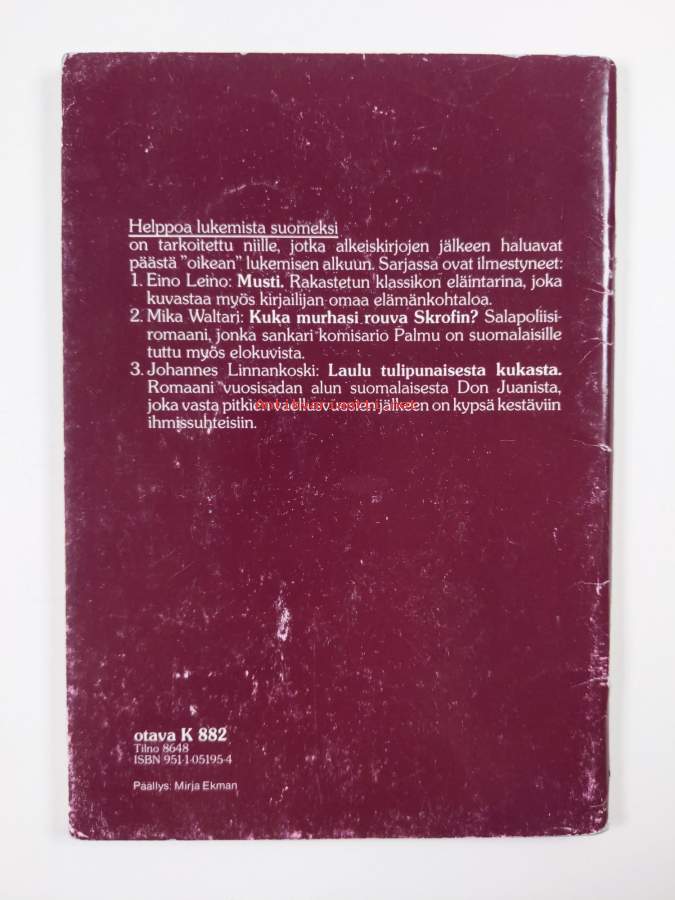 Helppoa lukemista suomeksi
on tarkoitettu niille, jotka alkeiskirjojen jälkeen haluavat
päästä "oikean" lukemisen alkuun. Sarjassa ovat ilmestyneet:
1. Eino Leino: Musti. Rakastetun klassikon eläintarina, joka
kuvastaa myös kirjailijan omaa elämänkohtaloa.
2. Mika Waltari: Kuka murhasi rouva Skrofin? Salapoliisi-
romaani, jonka sankari komisario Palmu on suomalaisille
tuttu myös elokuvista.
3. Johannes Linnankoski: Laulu tulipunaisesta kukasta.
Romaani vuosisadan alun suomalaisesta Don Juanista,
joka vasta pitkien vaellusvuosien jälkeen on kypsä kestäviin
ihmissuhteisiin.
otava K 882
Tilno 8648
ISBN 951-1-05195-4
Päällys: Mirja Ekman